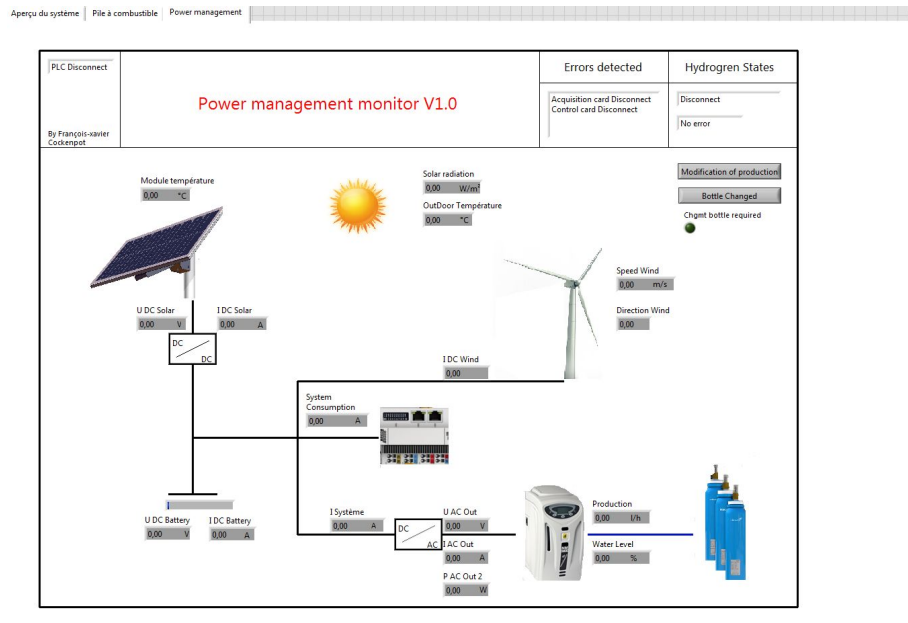 Aperçu du système
Pile à combustible
Power management
PLC Disconnect
By François-xavier
Cockenpot
Power management monitor V1.0
Errors detected
Acquisition card Disconnect
Control card Disconnect
Hydrogren States
Disconnect
No error
Modification of production
Bottle Changed
Chgmt bottle required
Module température
0,00 °C
Solar radiation
0,00 W/m²
OutDoor Température
0,00 °C
Speed Wind
0,00 m/s
Direction Wind
0,00
U DC Solar
0,00 V
I DC Solar
0,00 A
DC
DC
I DC Wind
0,00
System
Consumption
0,00 A
U DC Battery
0,00 V
I DC Battery
0,00 A
I Système
0,00 A
DC
AC
U AC Out
0,00 V
I AC Out
0,00 A
P AC Out 2
0,00 W
Production
0,00 l/h
Water Level
0,00 %